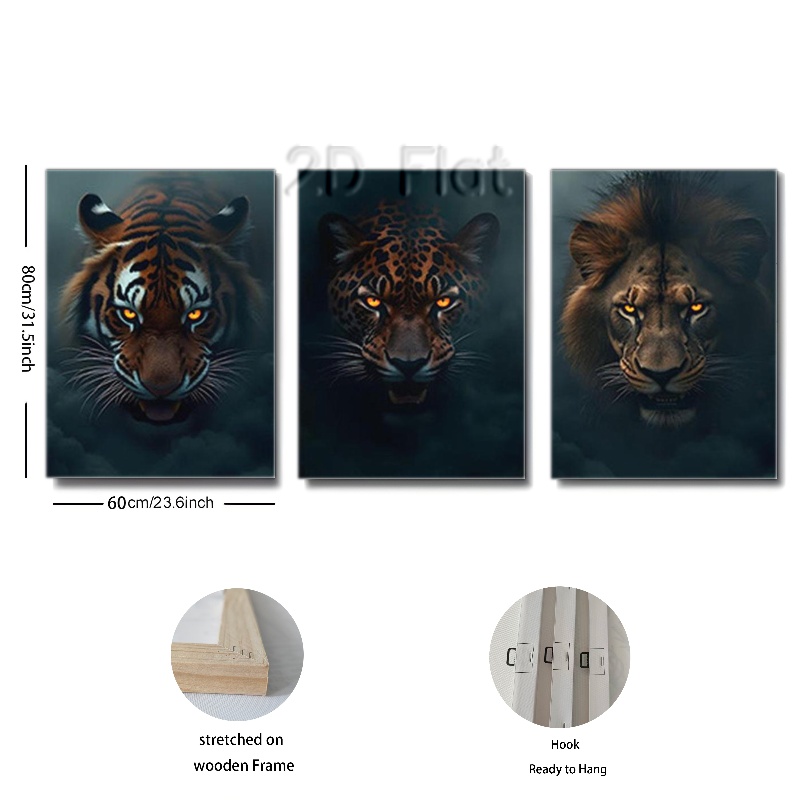 2D Flat
80cm/31.5inch
60cm/23.6inch
stretched on
wooden Frame
Hook
Ready to Hang